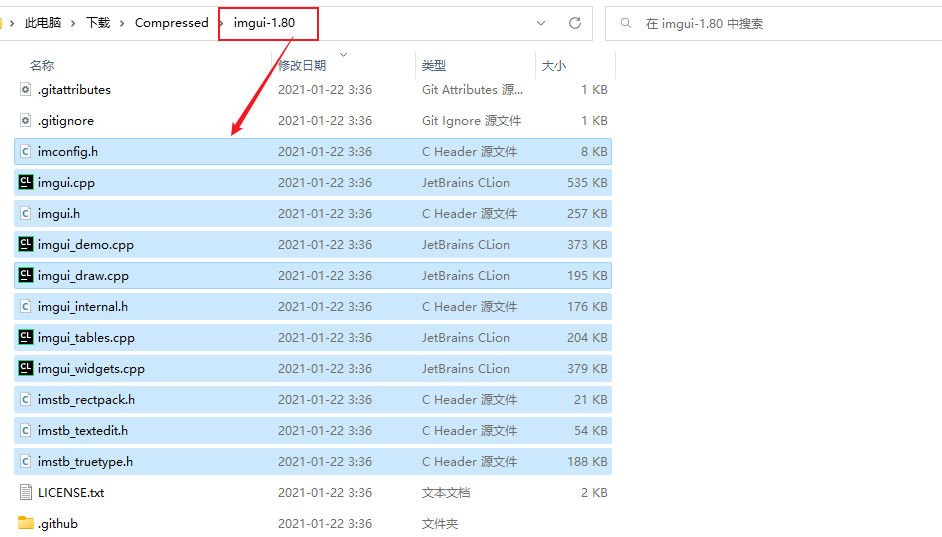 此电脑 下载 Compressed imgui-1.80 在 imgui-1.80 中搜索
名称 修改日期 类型 大小
.gitattributes 2021-01-22 3:36 Git Attributes 源... 1 KB
.gitignore 2021-01-22 3:36 Git Ignore 源文件 1 KB
imconfig.h 2021-01-22 3:36 C Header 源文件 8 KB
imgui.cpp 2021-01-22 3:36 JetBrains CLion 535 KB
imgui.h 2021-01-22 3:36 C Header 源文件 257 KB
imgui_demo.cpp 2021-01-22 3:36 JetBrains CLion 373 KB
imgui_draw.cpp 2021-01-22 3:36 JetBrains CLion 195 KB
imgui_internal.h 2021-01-22 3:36 C Header 源文件 176 KB
imgui_tables.cpp 2021-01-22 3:36 JetBrains CLion 204 KB
imgui_widgets.cpp 2021-01-22 3:36 JetBrains CLion 379 KB
imstb_rectpack.h 2021-01-22 3:36 C Header 源文件 21 KB
imstb_textedit.h 2021-01-22 3:36 C Header 源文件 54 KB
imstb_truetype.h 2021-01-22 3:36 C Header 源文件 188 KB
LICENSE.txt 2021-01-22 3:36 文本文档 2 KB
.github 2021-01-22 3:36 文件夹